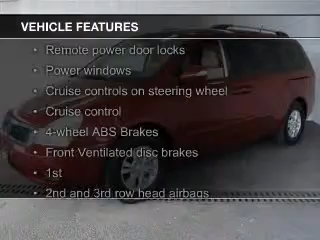 VEHICLE FEATURES
• Remote power door locks
• Power windows
• Cruise controls on steering wheel
• Cruise control
• 4-wheel ABS Brakes
• Front Ventilated disc brakes
• 1st
• 2nd and 3rd row head airbags